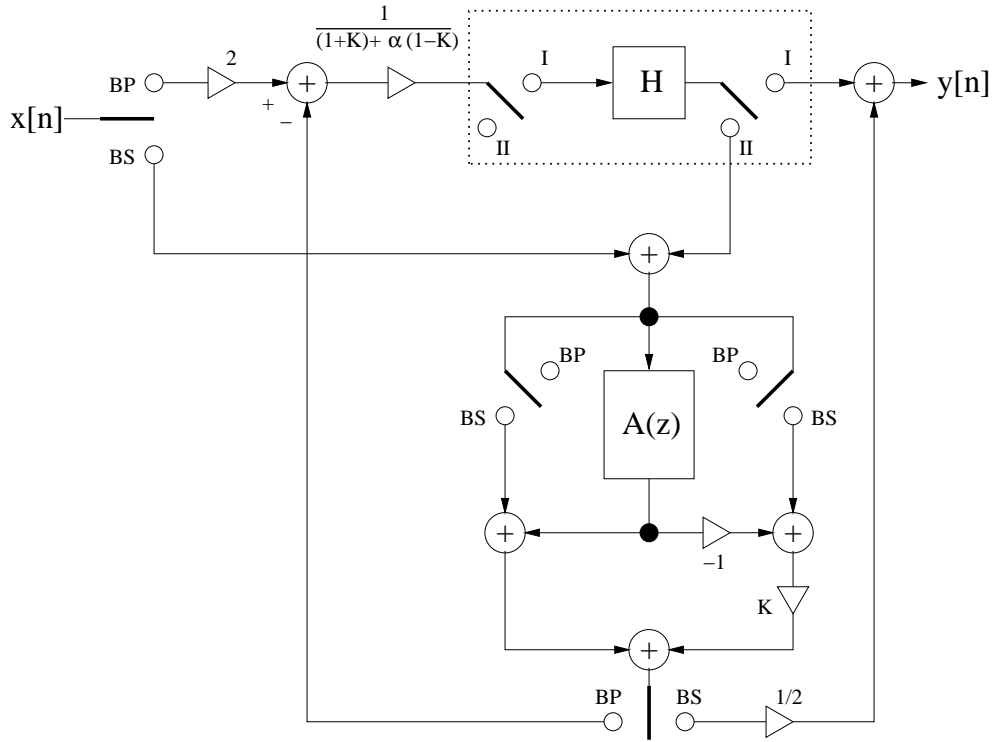 1
(1+K)+ α (1−K)
2
I
I
BP
+
H
+
y[n]
+
−
x[n]
II
II
BS
+
BP
BP
BS
A(z)
BS
+
+
−1
K
+
BP
BS
1/2